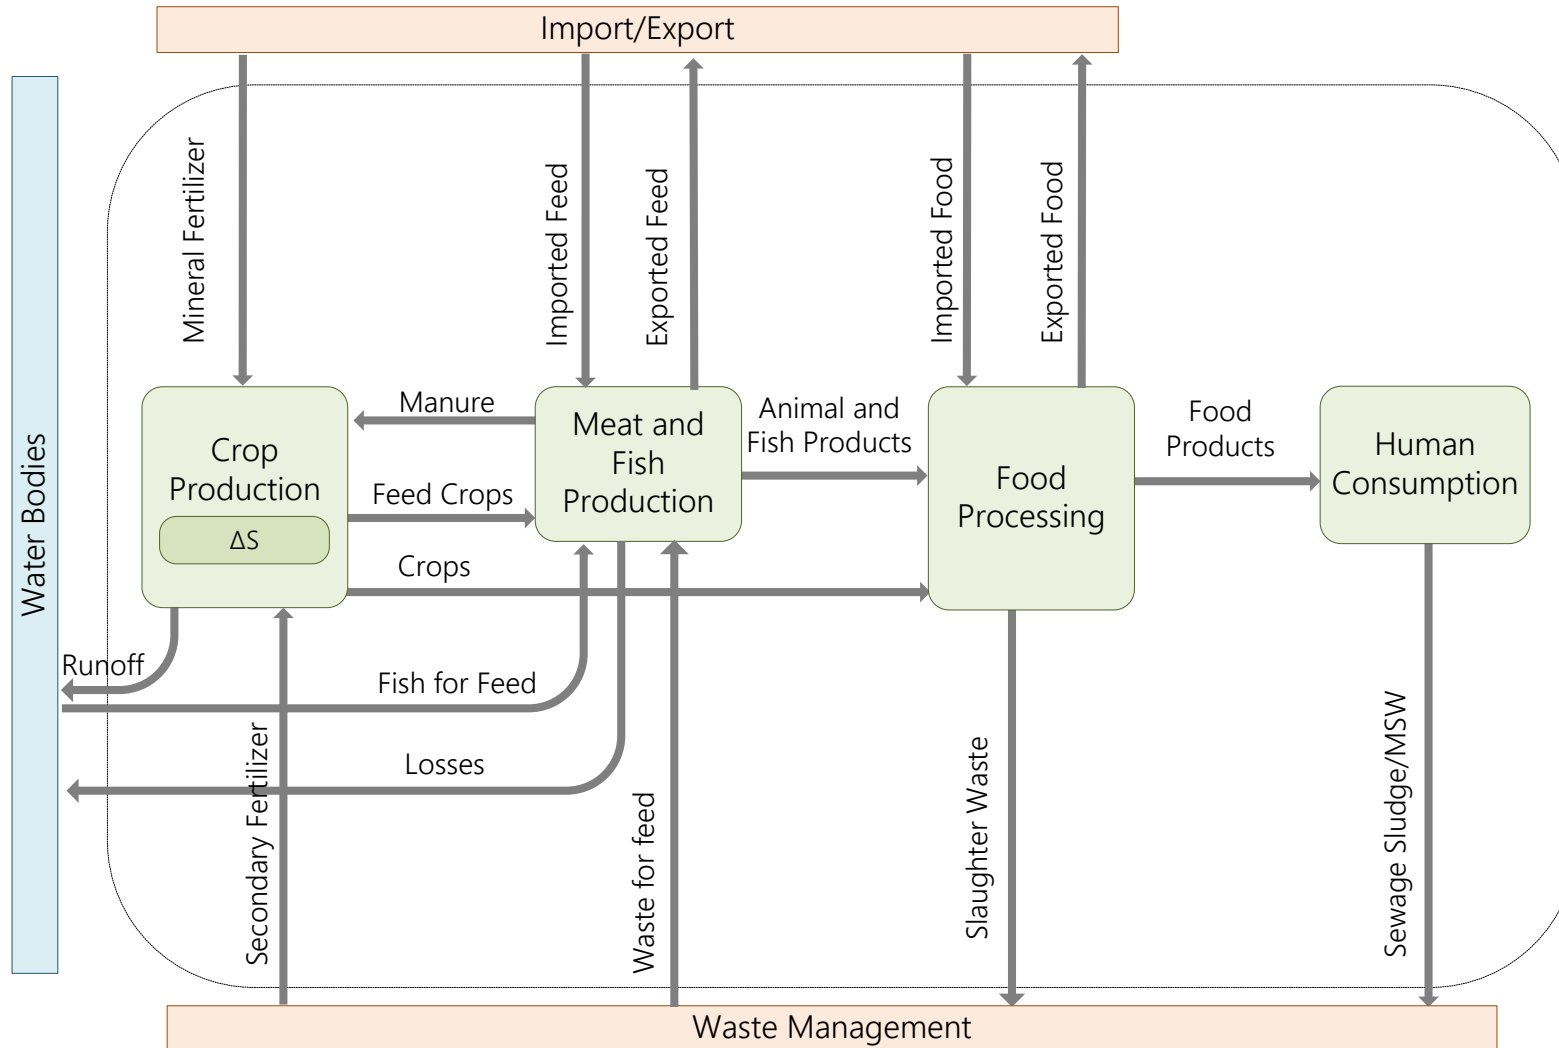 Import/Export
Water Bodies
Mineral Fertilizer
Imported Feed
Exported Feed
Imported Food
Exported Food
Crop
Production
ΔS
Manure
Feed Crops
Crops
Meat and
Fish
Production
Animal and
Fish Products
Food
Processing
Food
Products
Human
Consumption
Runoff
Fish for Feed
Losses
Secondary Fertilizer
Waste for feed
Slaughter Waste
Sewage Sludge/MSW
Waste Management